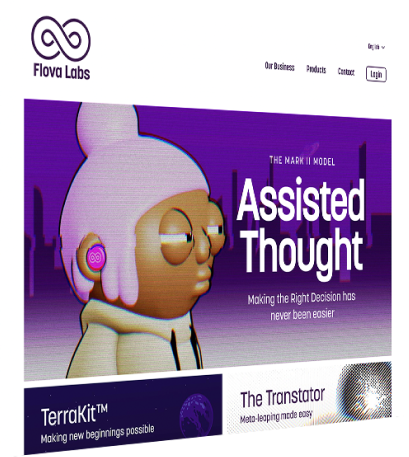 Flova Labs
English
Our Business
Products
Contact
Login
THE MARK II MODEL
Assisted
Thought
Making the Right Decision has
never been easier
TerraKit™
Making new beginnings possible
The Transtator
Meta-leaping made easy